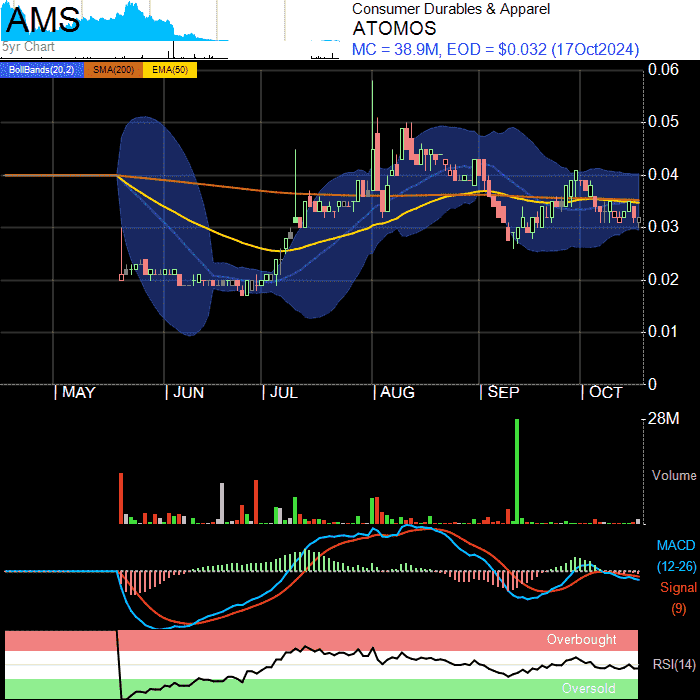 AMS
5yr Chart
Consumer Durables & Apparel
ATOMOS
MC = 38.9M, EOD = $0.032 (17Oct2024)
BollBands(20,2) SMA(200) EMA(50)
0.06
0.05
0.04
0.03
0.02
0.01
0
MAY JUN JUL AUG SEP OCT
28M
Volume
MACD
(12-26)
Signal
(9)
Overbought
RSI(14)
Oversold